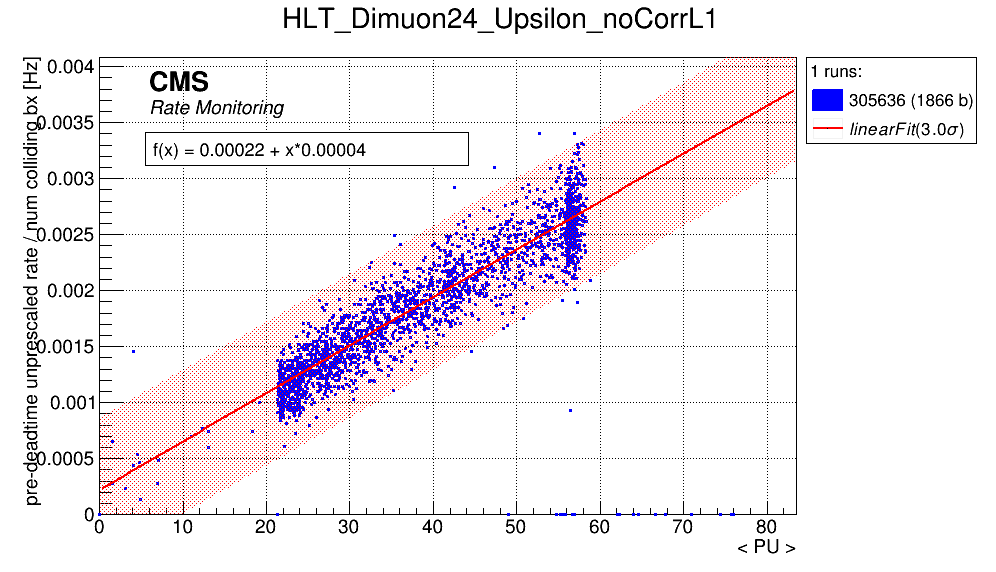 HLT_Dimuon24_Upsilon_noCorrL1
pre-deadtime unprescaled rate / num colliding bx [Hz]
0.004
0.0035
0.003
0.0025
0.002
0.0015
0.001
0.0005
0
CMS
Rate Monitoring
f(x) = 0.00022 + x*0.00004
1 runs:
305636 (1866 b)
linearFit(3.0σ)
0 10 20 30 40 50 60 70 80
< PU >